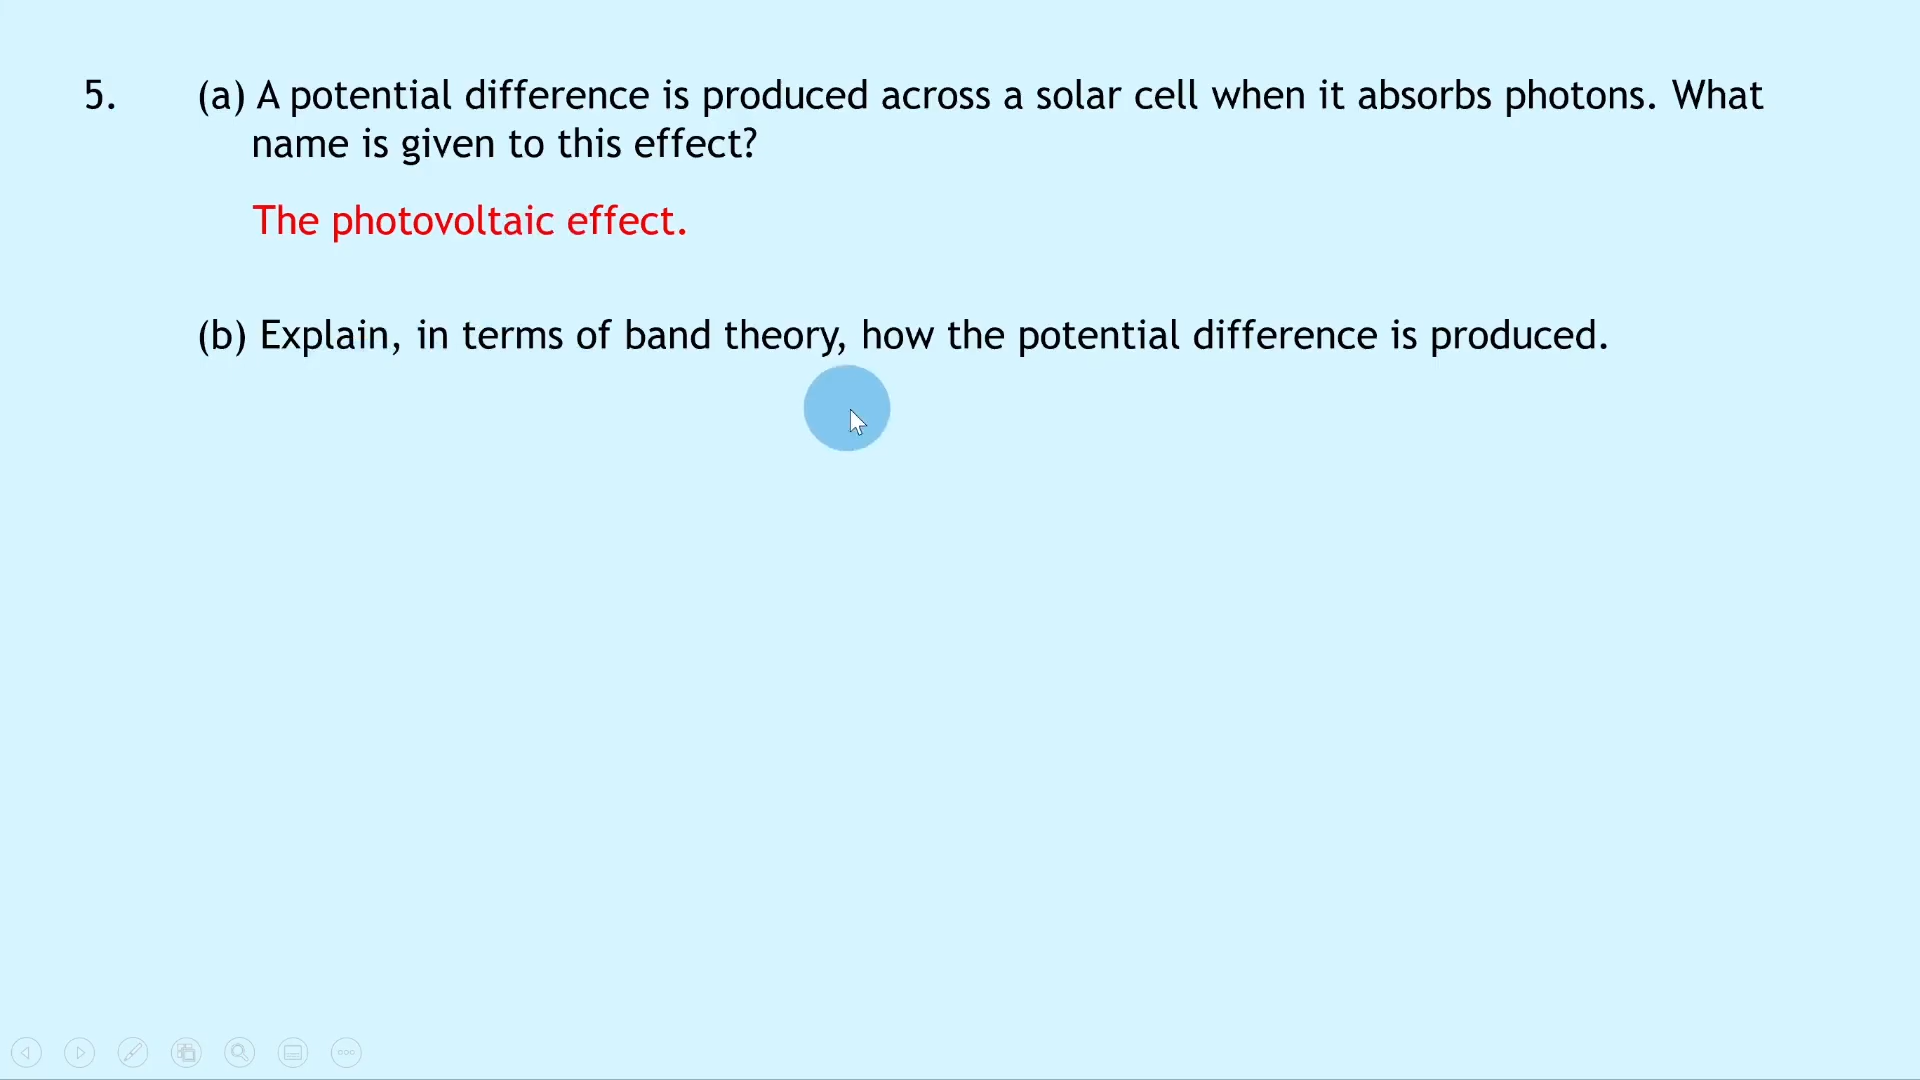 5. (a) A potential difference is produced across a solar cell when it absorbs photons. What
name is given to this effect?
The photovoltaic effect.
(b) Explain, in terms of band theory, how the potential difference is produced.